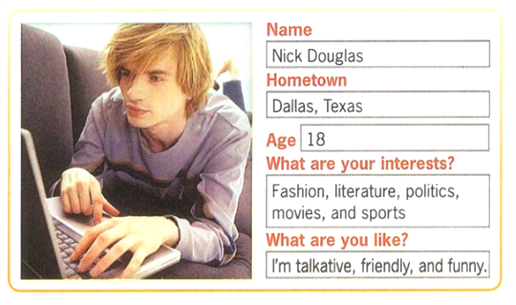 Name
Nick Douglas
Hometown
Dallas, Texas
Age 18
What are your interests?
Fashion, literature, politics,
movies, and sports
What are you like?
I'm talkative, friendly, and funny.